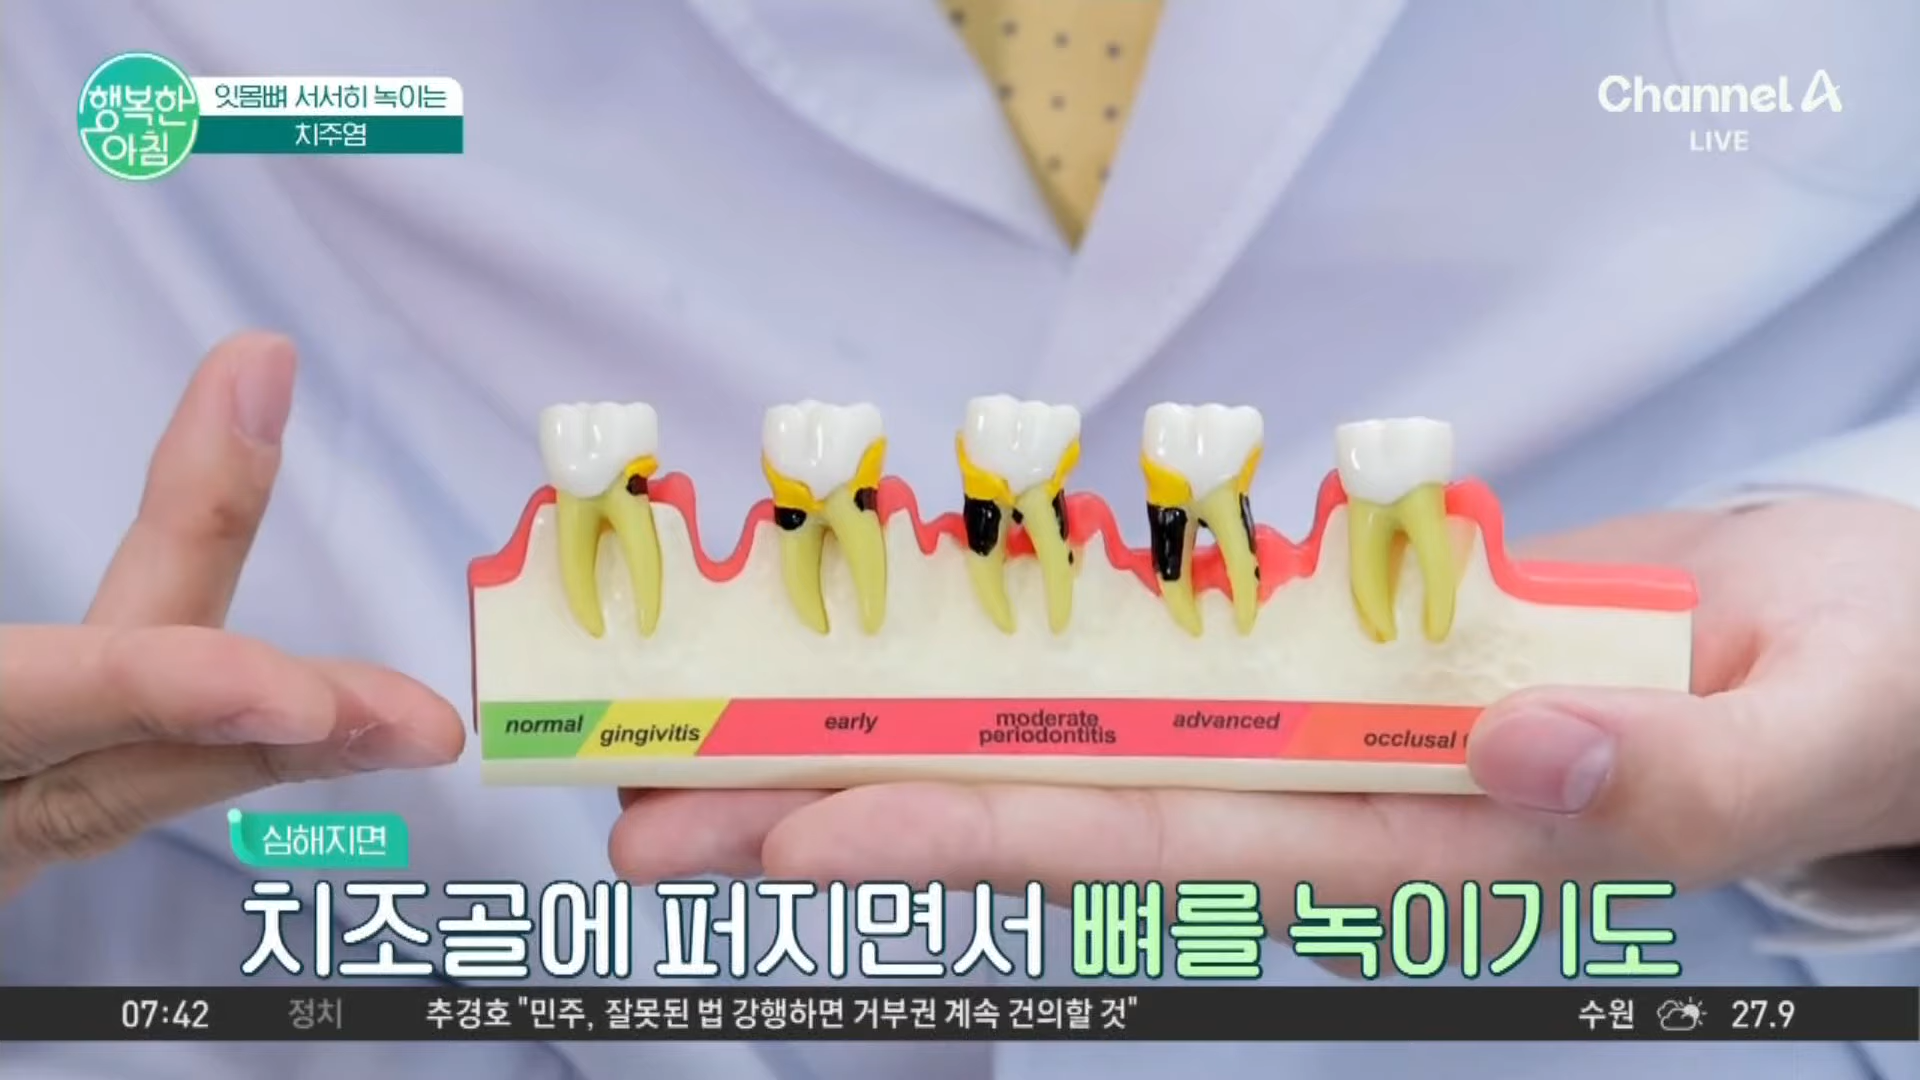 행복한
아침
잇몸뼈 서서히 녹이는
치주염
Channel A
LIVE
normal
gingivitis
early
moderate
periodontitis
advanced
occlusal
심해지면
치조골에 퍼지면서 뼈를 녹이기도
07:42 정치 추경호 "민주, 잘못된 법 강행하면 거부권 계속 건의할 것" 수원 27.9